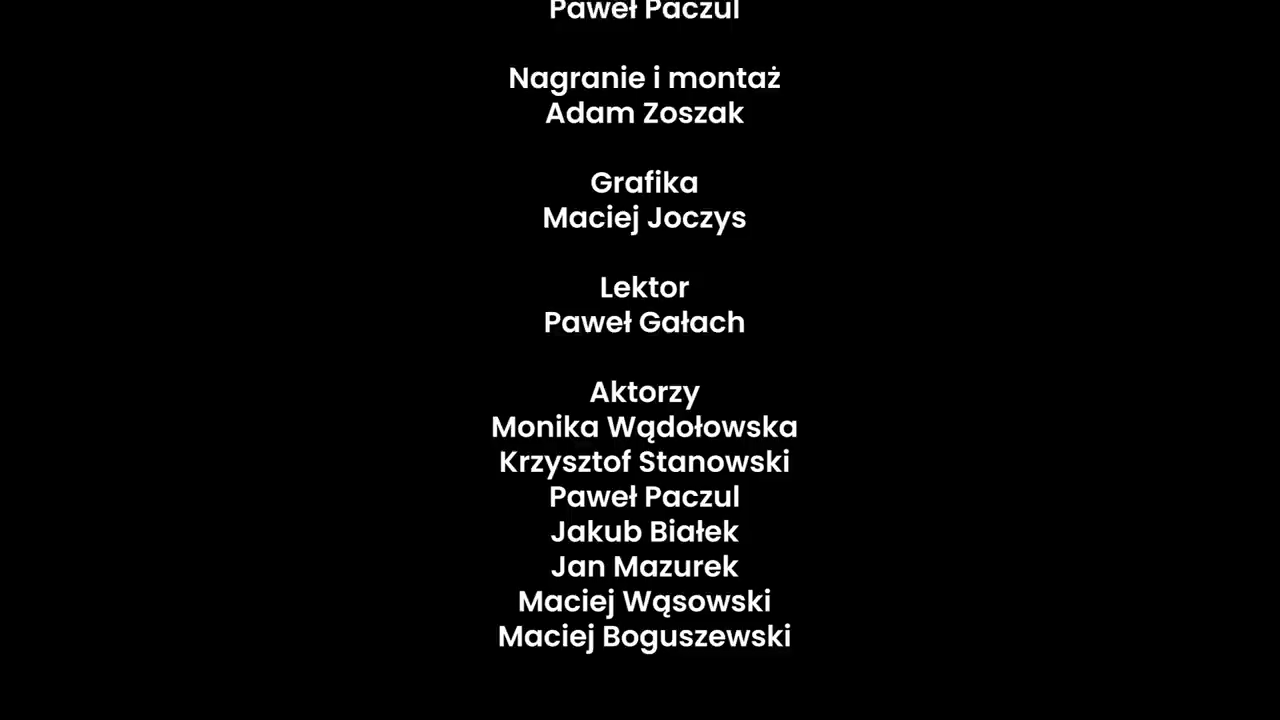 Paweł Paczul
Nagranie i montaż
Adam Zoszak
Grafika
Maciej Joczys
Lektor
Paweł Gałach
Aktorzy
Monika Wądołowska
Krzysztof Stanowski
Paweł Paczul
Jakub Białek
Jan Mazurek
Maciej Wąsowski
Maciej Boguszewski